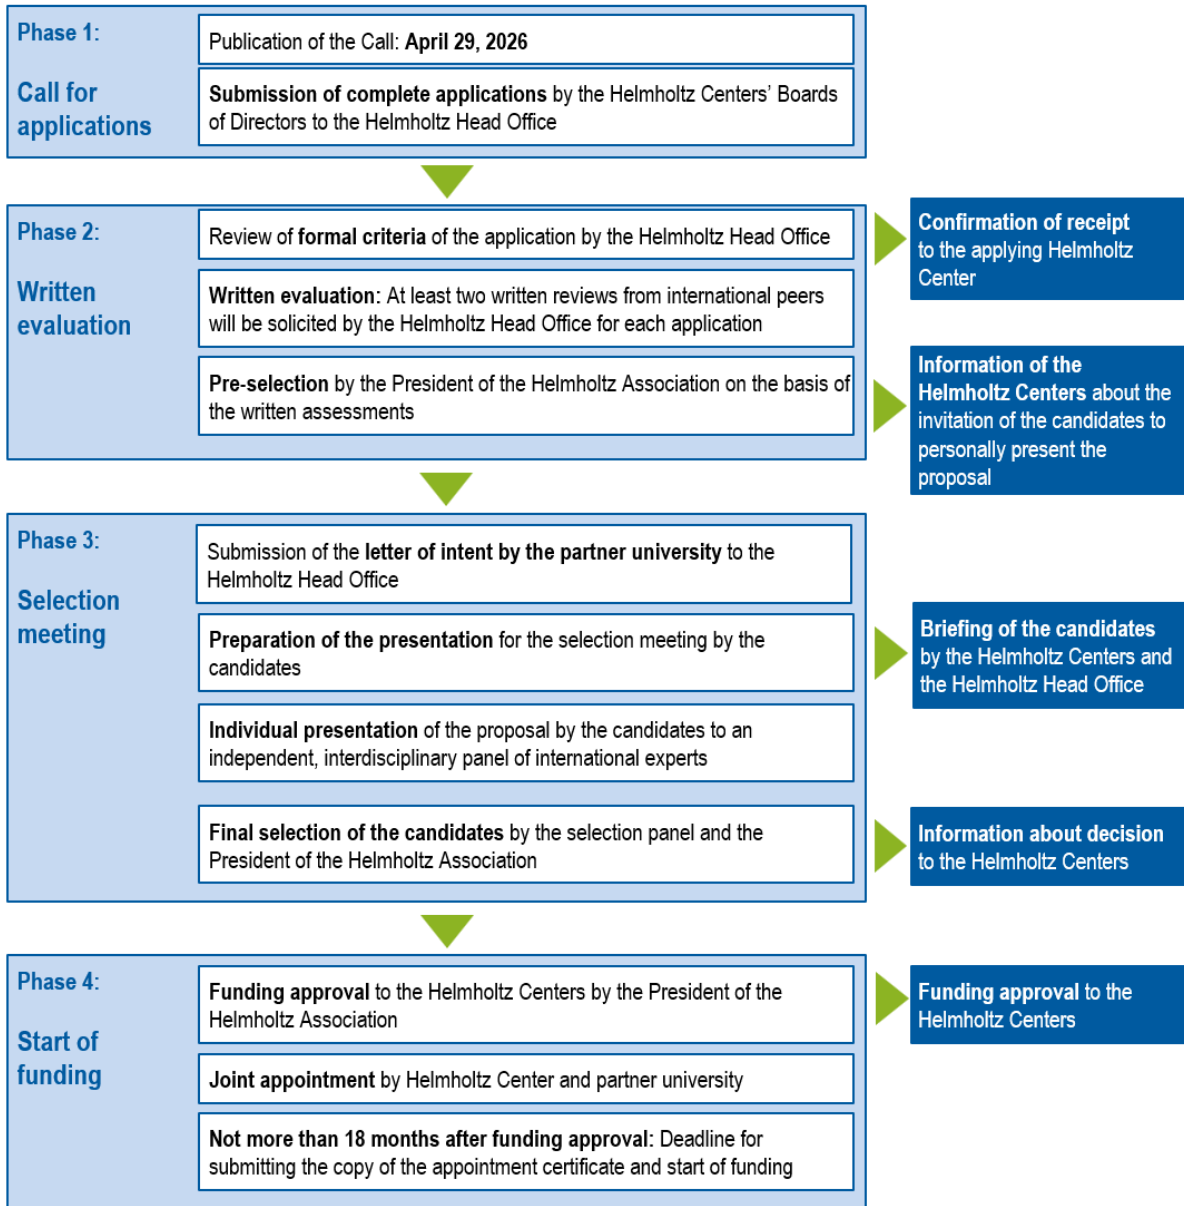 Phase 1:
Call for
applications
Publication of the Call: April 29, 2026
Submission of complete applications by the Helmholtz Centers’ Boards
of Directors to the Helmholtz Head Office
Phase 2:
Written
evaluation
Review of formal criteria of the application by the Helmholtz Head Office
Confirmation of receipt
to the applying Helmholtz
Center
Written evaluation: At least two written reviews from international peers
will be solicited by the Helmholtz Head Office for each application
Pre-selection by the President of the Helmholtz Association on the basis of
the written assessments
Information of the
Helmholtz Centers about the
invitation of the candidates to
personally present the
proposal
Phase 3:
Selection
meeting
Submission of the letter of intent by the partner university to the
Helmholtz Head Office
Preparation of the presentation for the selection meeting by the
candidates
Briefing of the candidates
by the Helmholtz Centers and
the Helmholtz Head Office
Individual presentation of the proposal by the candidates to an
independent, interdisciplinary panel of international experts
Final selection of the candidates by the selection panel and the
President of the Helmholtz Association
Information about decision
to the Helmholtz Centers
Phase 4:
Start of
funding
Funding approval to the Helmholtz Centers by the President of the
Helmholtz Association
Funding approval to the
Helmholtz Centers
Joint appointment by Helmholtz Center and partner university
Not more than 18 months after funding approval: Deadline for
submitting the copy of the appointment certificate and start of funding